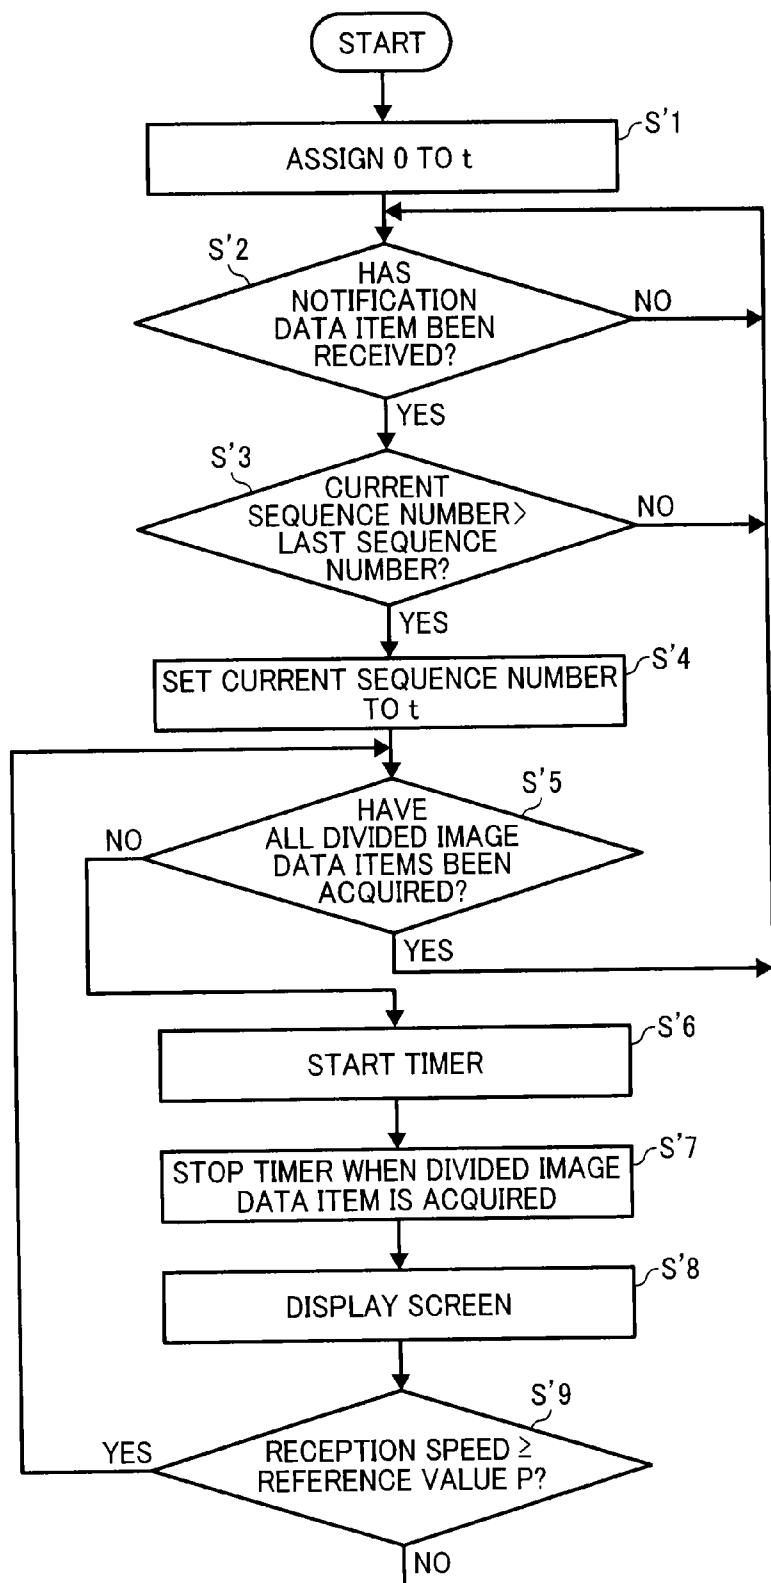 START
S'1
ASSIGN 0 TO t
S'2
HAS
NOTIFICATION
DATA ITEM BEEN
RECEIVED?
NO
YES
S'3
CURRENT
SEQUENCE NUMBER>
LAST SEQUENCE
NUMBER?
NO
YES
S'4
SET CURRENT SEQUENCE NUMBER
TO t
S'5
HAVE
ALL DIVIDED IMAGE
DATA ITEMS BEEN
ACQUIRED?
NO
YES
S'6
START TIMER
S'7
STOP TIMER WHEN DIVIDED IMAGE
DATA ITEM IS ACQUIRED
S'8
DISPLAY SCREEN
S'9
RECEPTION SPEED ≥
REFERENCE VALUE P?
YES
NO